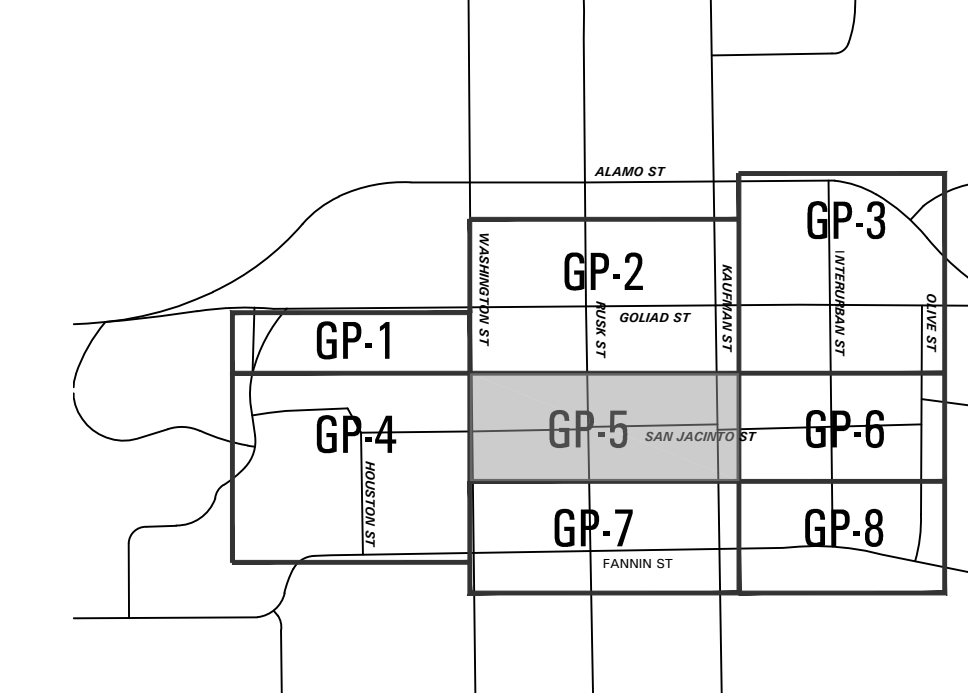 ALAMO ST
GP-3
WASHINGTON ST
GP-2
KAUFMAN ST
INTERURBAN ST
OLIVE ST
RUSK ST
GOLIAD ST
GP-1
GP-4
GP-5
SAN JACINTO ST
GP-6
HOUSTON ST
GP-7
GP-8
FANNIN ST